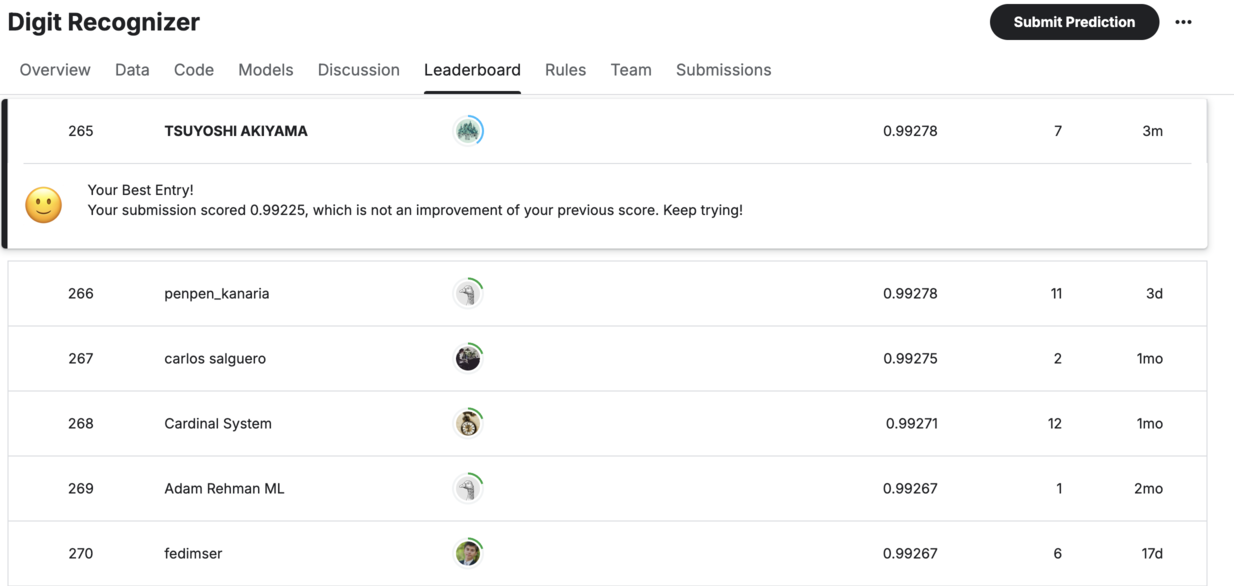 Digit Recognizer
Submit Prediction
Overview Data Code Models Discussion Leaderboard Rules Team Submissions
265 TSUYOSHI AKIYAMA 0.99278 7 3m
Your Best Entry!
Your submission scored 0.99225, which is not an improvement of your previous score. Keep trying!
266 penpen_kanaria 0.99278 11 3d
267 carlos salguero 0.99275 2 1mo
268 Cardinal System 0.99271 12 1mo
269 Adam Rehman ML 0.99267 1 2mo
270 fedimser 0.99267 6 17d